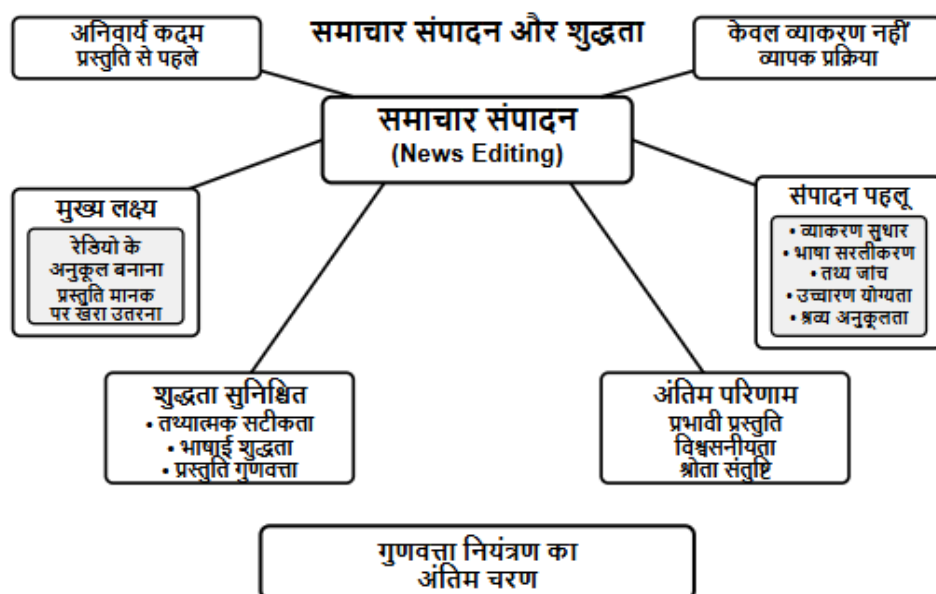 समाचार संपादन और शुद्धता
अनिवार्य कदम
प्रस्तुति से पहले
केवल व्याकरण नहीं
व्यापक प्रक्रिया
समाचार संपादन
(News Editing)
मुख्य लक्ष्य
रेडियो के
अनुकूल बनाना
प्रस्तुति मानक
पर खरा उतरना
संपादन पहलू
• व्याकरण सुधार
• भाषा सरलीकरण
• तथ्य जांच
• उच्चारण योग्यता
• श्रव्य अनुकूलता
शुद्धता सुनिश्चित
• तथ्यात्मक सटीकता
• भाषाई शुद्धता
• प्रस्तुति गुणवत्ता
अंतिम परिणाम
प्रभावी प्रस्तुति
विश्वसनीयता
श्रोता संतुष्टि
गुणवत्ता नियंत्रण का
अंतिम चरण